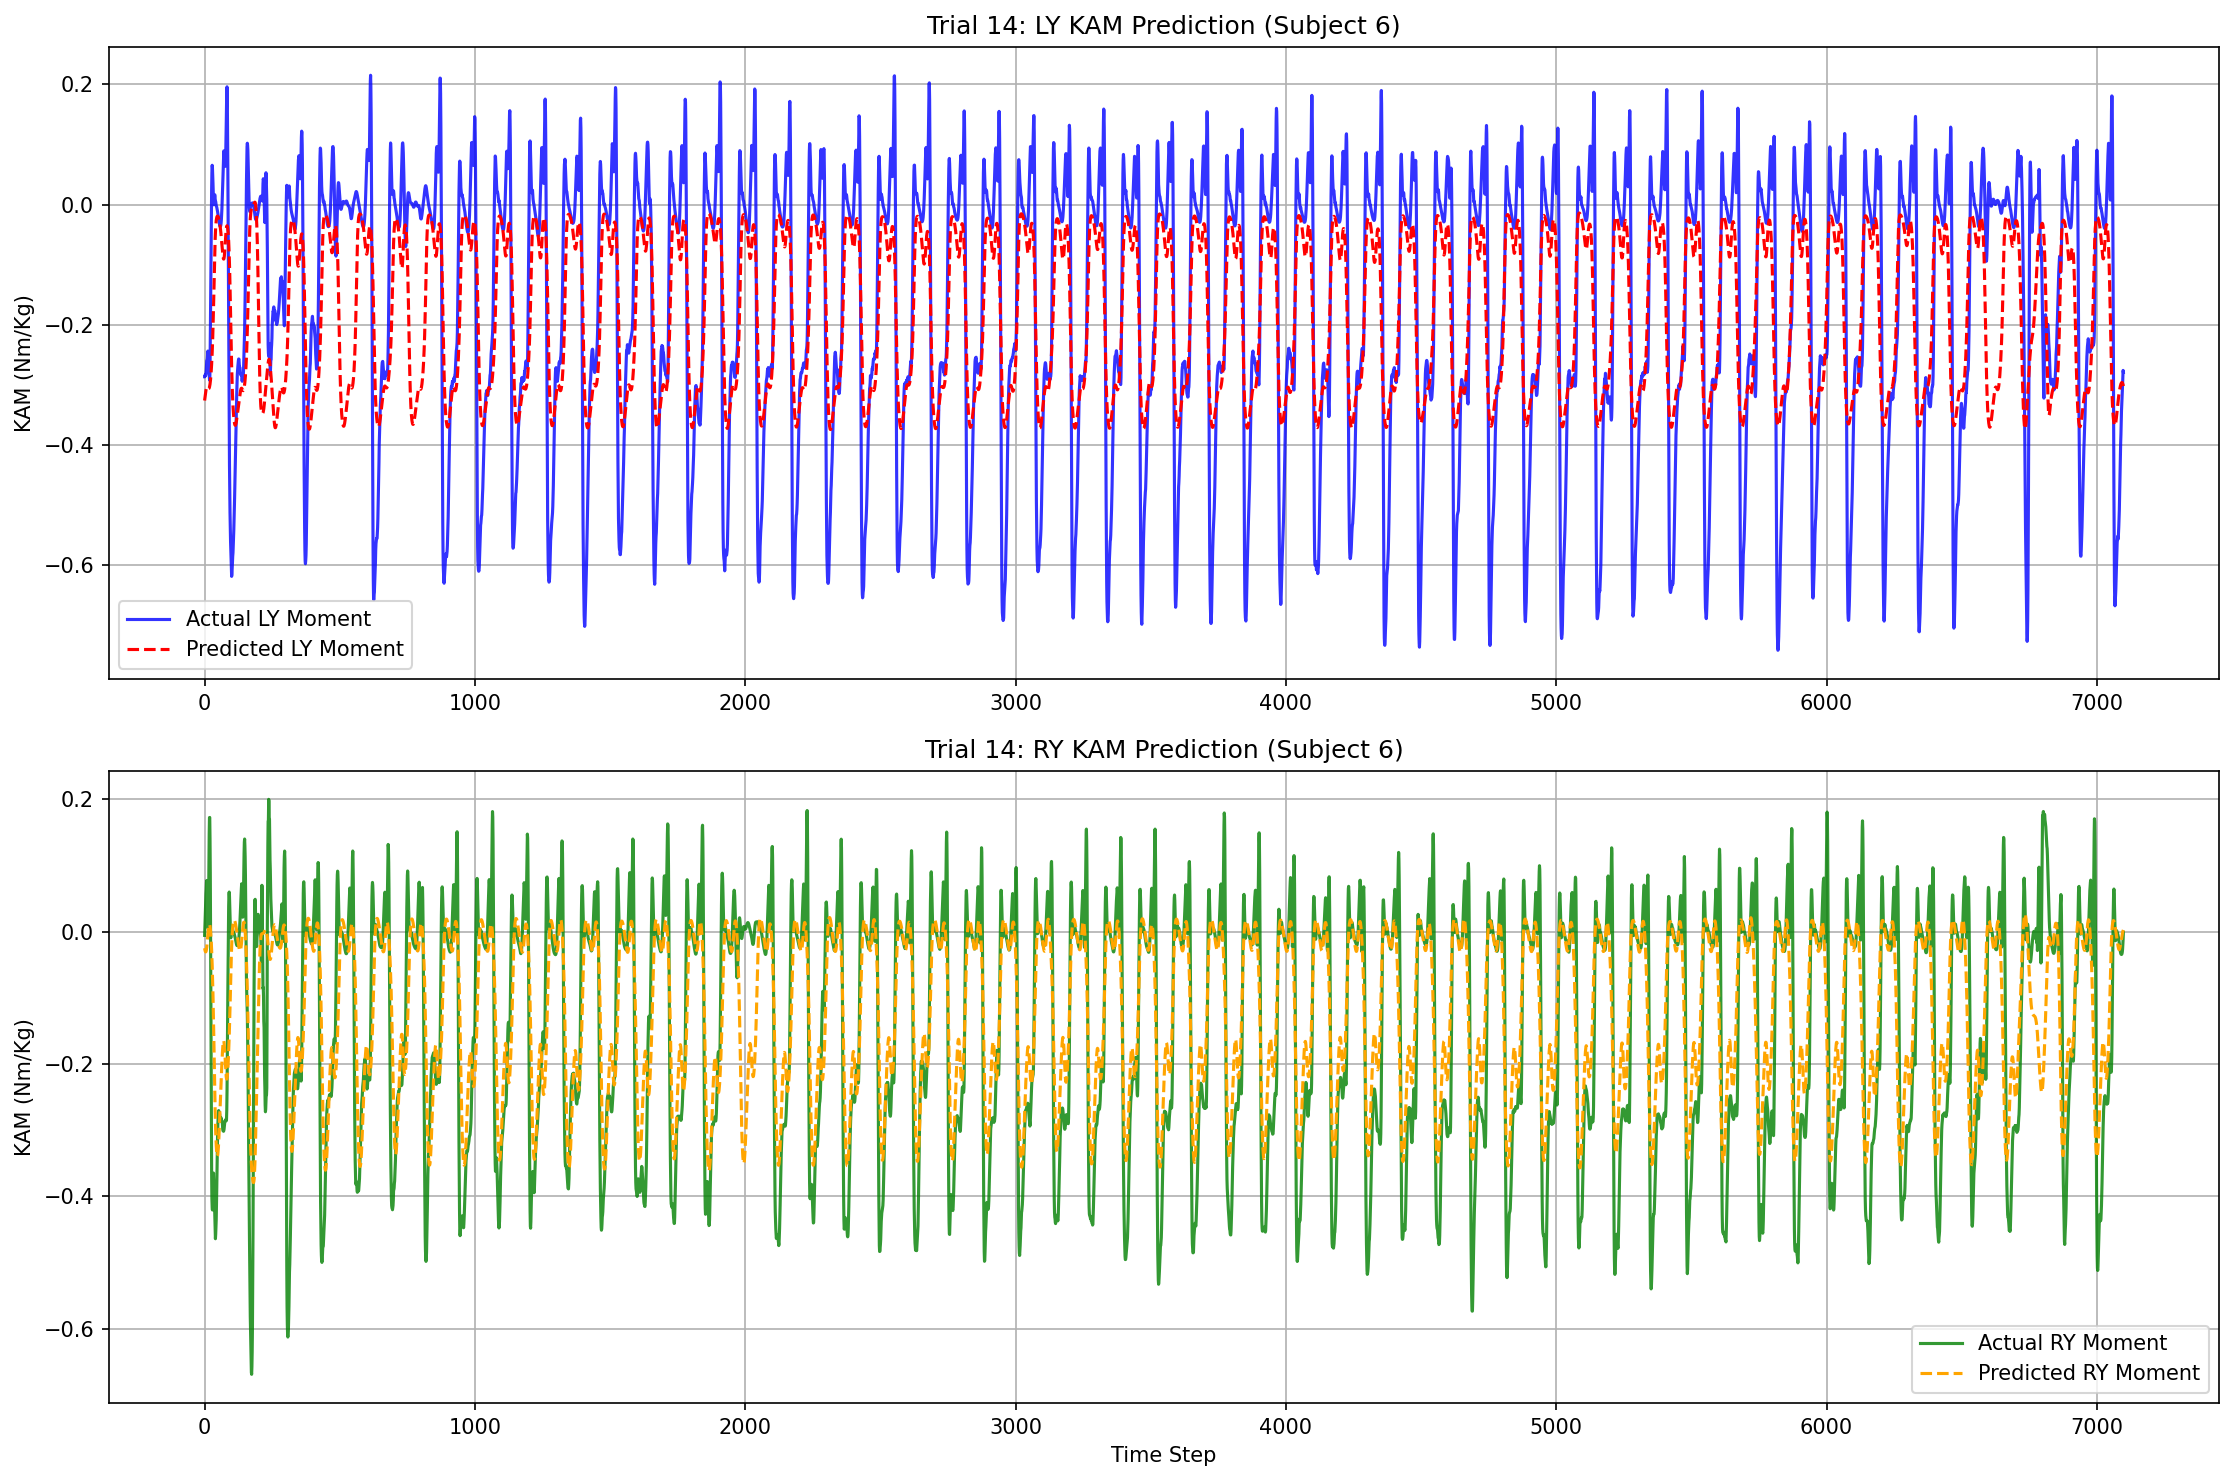 Trial 14: LY KAM Prediction (Subject 6)
KAM (Nm/Kg)
0.2
0.0
−0.2
−0.4
−0.6
Actual LY Moment
Predicted LY Moment
0 1000 2000 3000 4000 5000 6000 7000
Trial 14: RY KAM Prediction (Subject 6)
KAM (Nm/Kg)
0.2
0.0
−0.2
−0.4
−0.6
Actual RY Moment
Predicted RY Moment
0 1000 2000 3000 4000 5000 6000 7000
Time Step